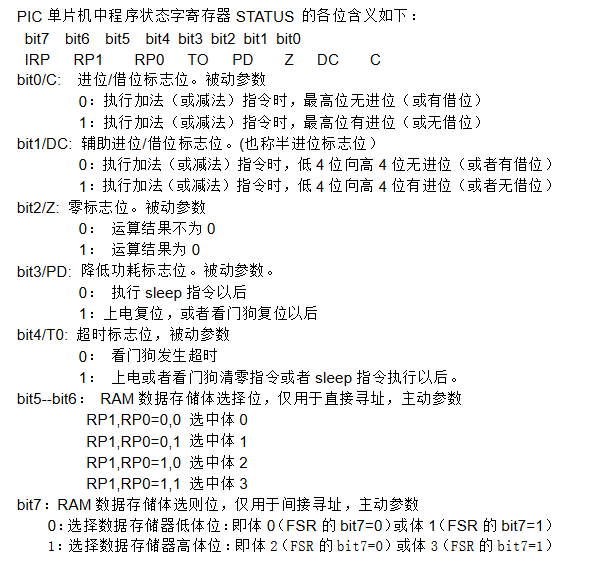 PIC 单片机中程序状态字寄存器 STATUS 的各位含义如下：
bit7 bit6 bit5 bit4 bit3 bit2 bit1 bit0
IRP RP1 RP0 TO PD Z DC C
bit0/C: 进位/借位标志位。被动参数
0：执行加法（或减法）指令时，最高位无进位（或有借位）
1：执行加法（或减法）指令时，最高位有进位（或无借位）
bit1/DC: 辅助进位/借位标志位。(也称半进位标志位）
0:执行加法（或减法）指令时，低 4 位向高 4 位无进位（或者有借位）
1:执行加法（或减法）指令时，低 4 位向高 4 位有进位（或者无借位）
bit2/Z: 零标志位。被动参数
0： 运算结果不为 0
1： 运算结果为 0
bit3/PD: 降低功耗标志位。被动参数。
0： 执行 sleep 指令以后
1：上电复位，或者看门狗复位以后
bit4/T0: 超时标志位，被动参数
0： 看门狗发生超时
1： 上电或者看门狗清零指令或者 sleep 指令执行以后。
bit5--bit6： RAM 数据存储体选择位，仅用于直接寻址，主动参数
RP1,RP0=0,0 选中体 0
RP1,RP0=0,1 选中体 1
RP1,RP0=1,0 选中体 2
RP1,RP0=1,1 选中体 3
bit7：RAM 数据存储体选则位，仅用于间接寻址，主动参数
0:选择数据存储器低体位：即体 0（FSR 的 bit7=0）或体 1（FSR 的 bit7=1）
1:选择数据存储器高体位：即体 2（FSR 的 bit7=0）或体 3（FSR 的 bit7=1）